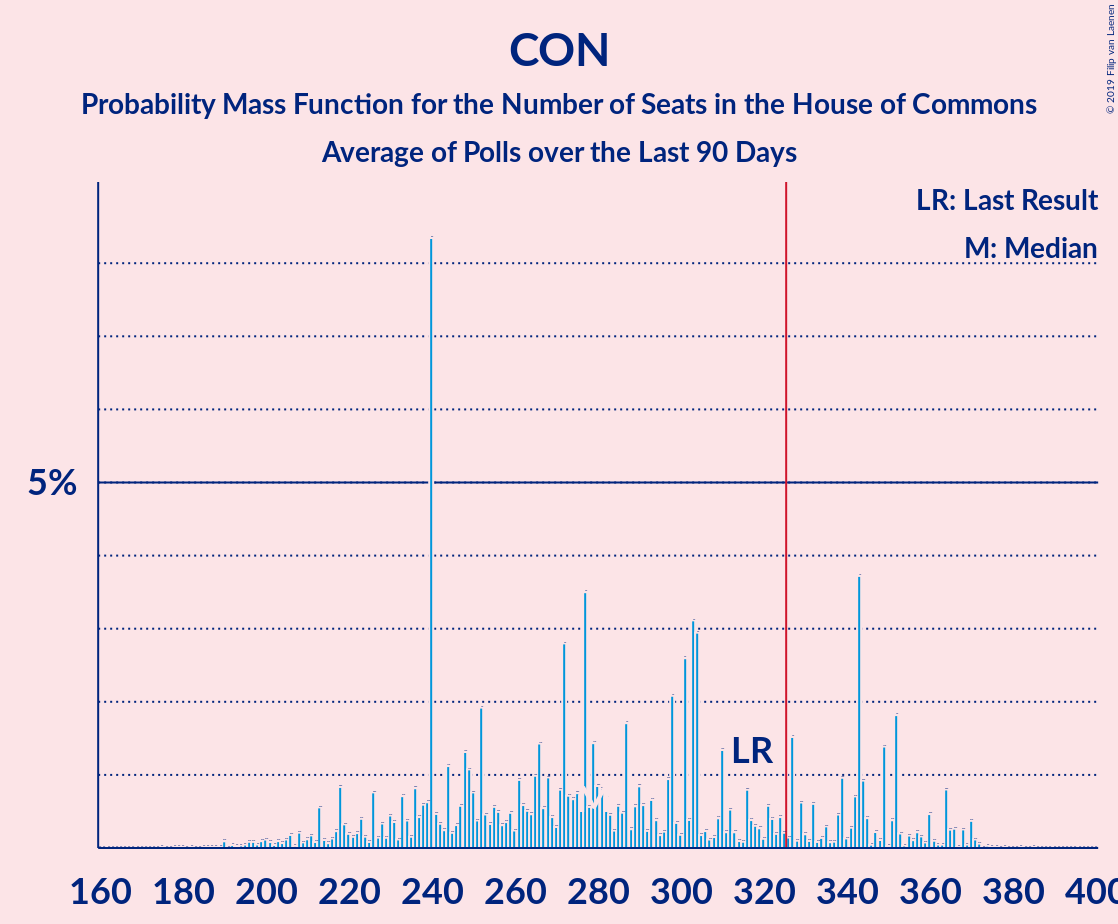 CON
Probability Mass Function for the Number of Seats in the House of Commons
Average of Polls over the Last 90 Days
© 2019 Filip van Laenen
LR: Last Result
M: Median
5%
LR
M
160 180 200 220 240 260 280 300 320 340 360 380 400